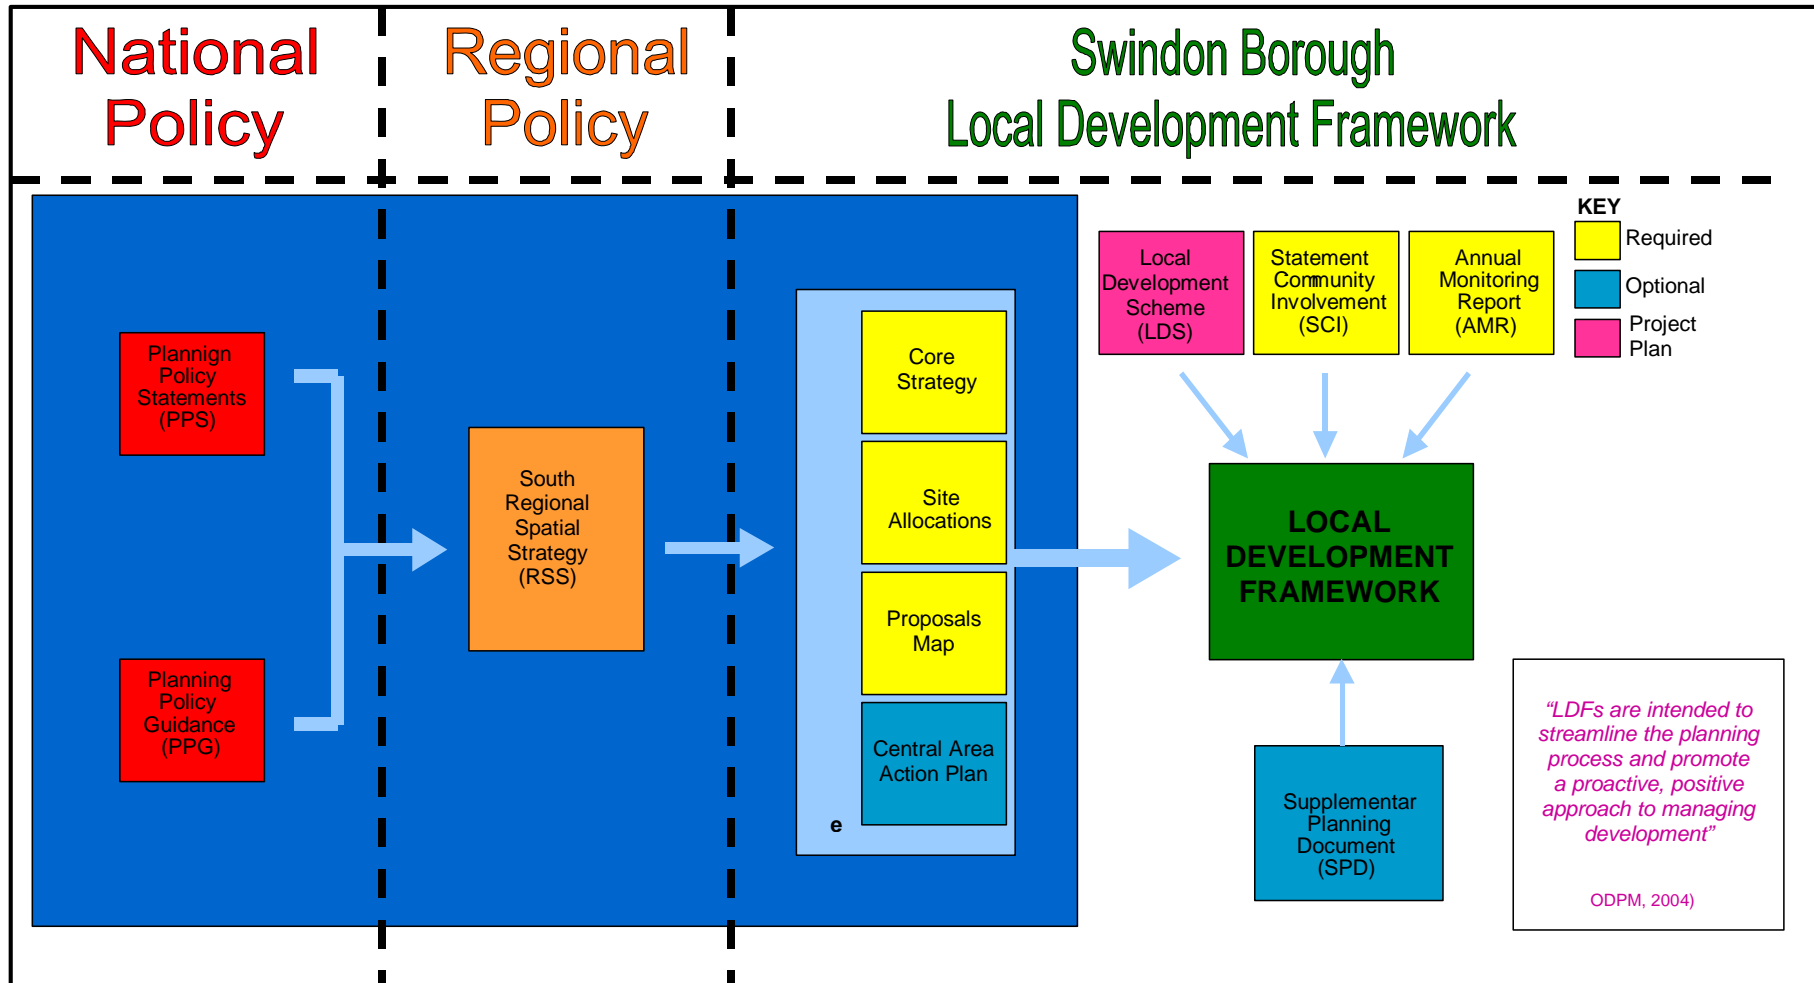 National
Policy
Regional
Policy
Swindon Borough
Local Development Framework
Plannign
Policy
Statements
(PPS)
Planning
Policy
Guidance
(PPG)
South
Regional
Spatial
Strategy
(RSS)
Core
Strategy
Site
Allocations
Proposals
Map
Central Area
Action Plan
e
Local
Development
Scheme
(LDS)
Statement
Community
Involvement
(SCI)
Annual
Monitoring
Report
(AMR)
KEY
Required
Optional
Project
Plan
LOCAL
DEVELOPMENT
FRAMEWORK
Supplementar
Planning
Document
(SPD)
“LDFs are intended to
streamline the planning
process and promote
a proactive, positive
approach to managing
development”
ODPM, 2004)